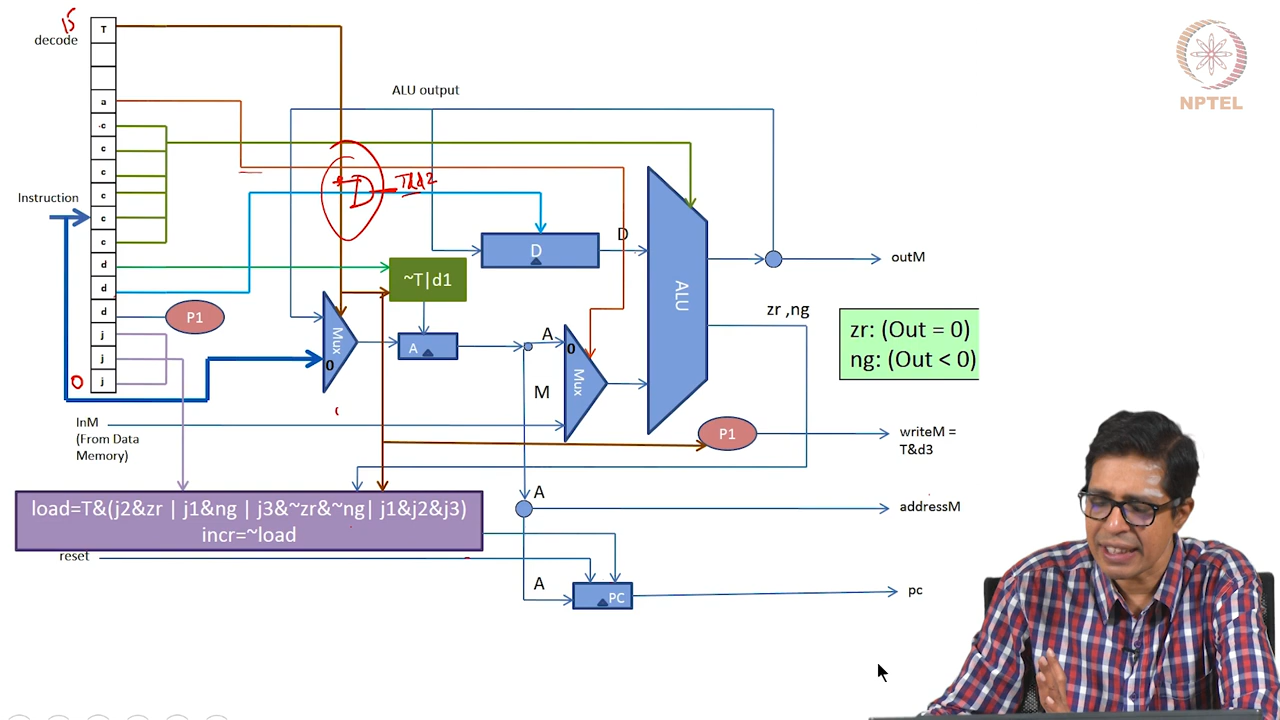 15
decode
T
a
c
c
c
c
c
c
d
d
d
j
j
j
0
Instruction
ALU output
T&d2
D
D
~T|d1
P1
Mux
0
A
A
M
0
Mux
ALU
outM
zr ,ng
zr: (Out = 0)
ng: (Out < 0)
InM
(From Data
Memory)
P1
writeM =
T&d3
load=T&(j2&zr | j1&ng | j3&~zr&~ng| j1&j2&j3)
incr=~load
A
addressM
reset
A
PC
pc
NPTEL